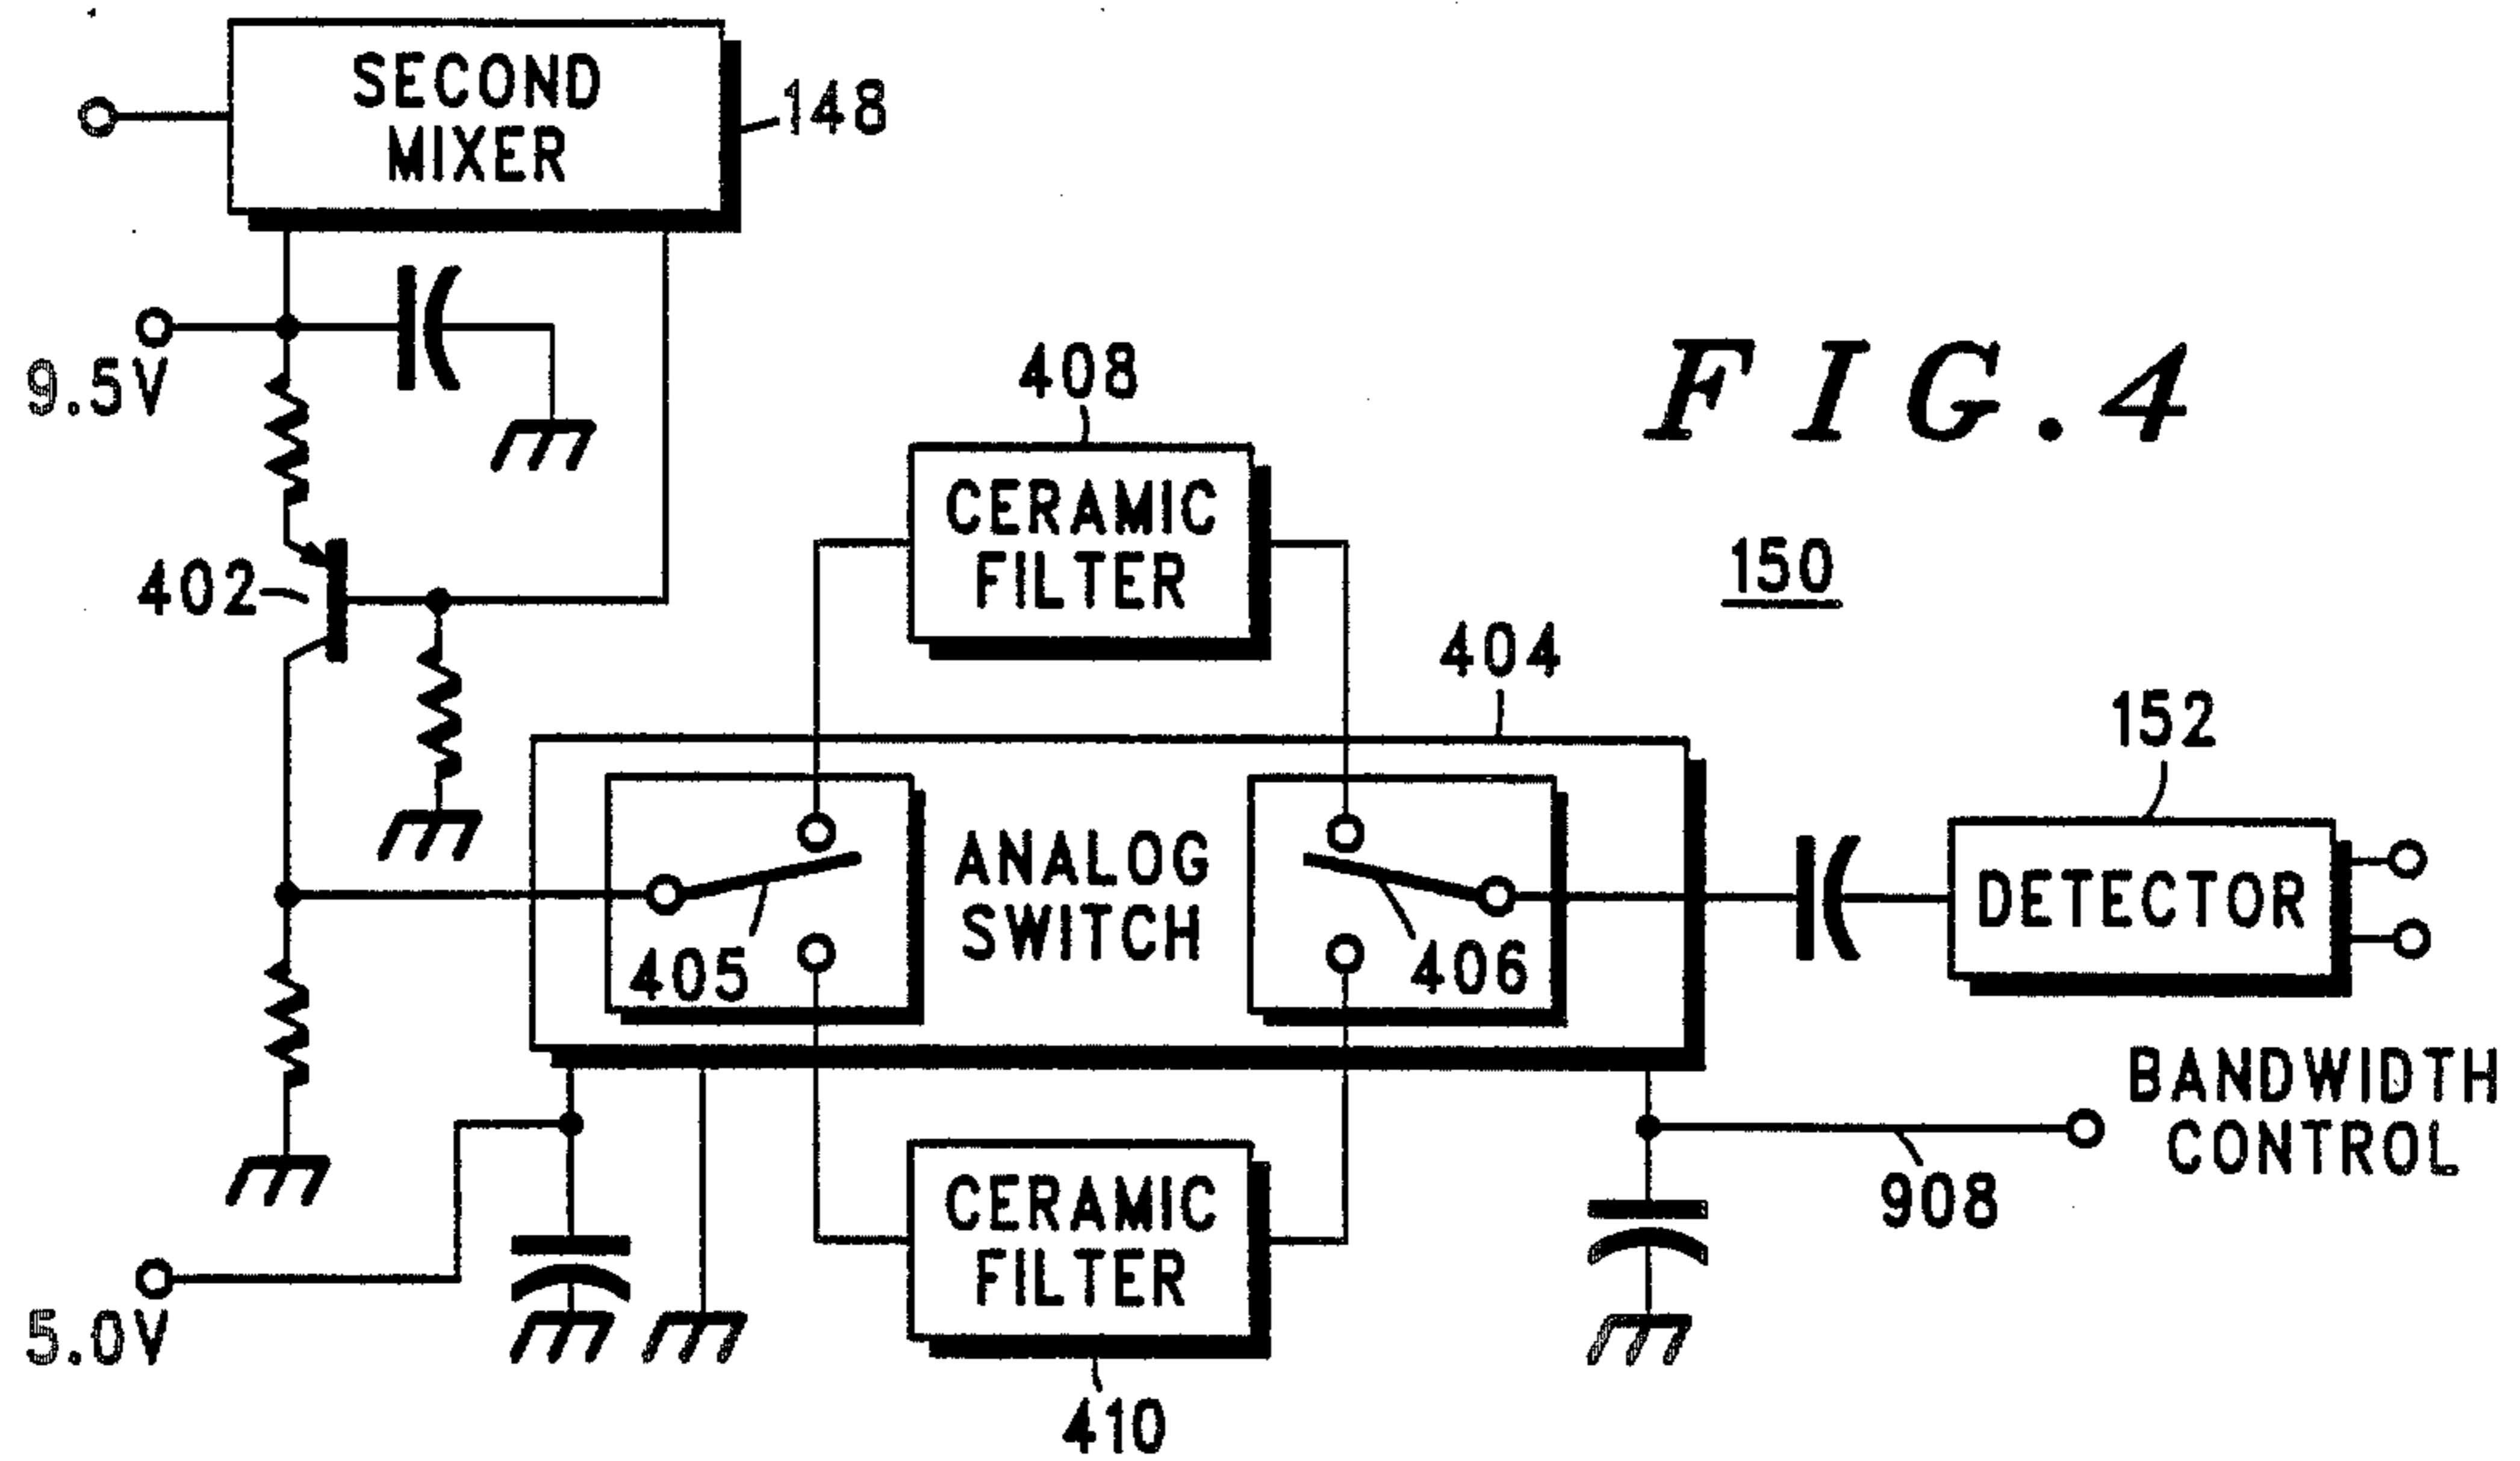 SECOND
MIXER
148
9.5V
408
FIG.4
CERAMIC
FILTER
150
402
404
152
ANALOG
SWITCH
405
406
DETECTOR
BANDWIDTH
CONTROL
908
CERAMIC
FILTER
5.0V
410